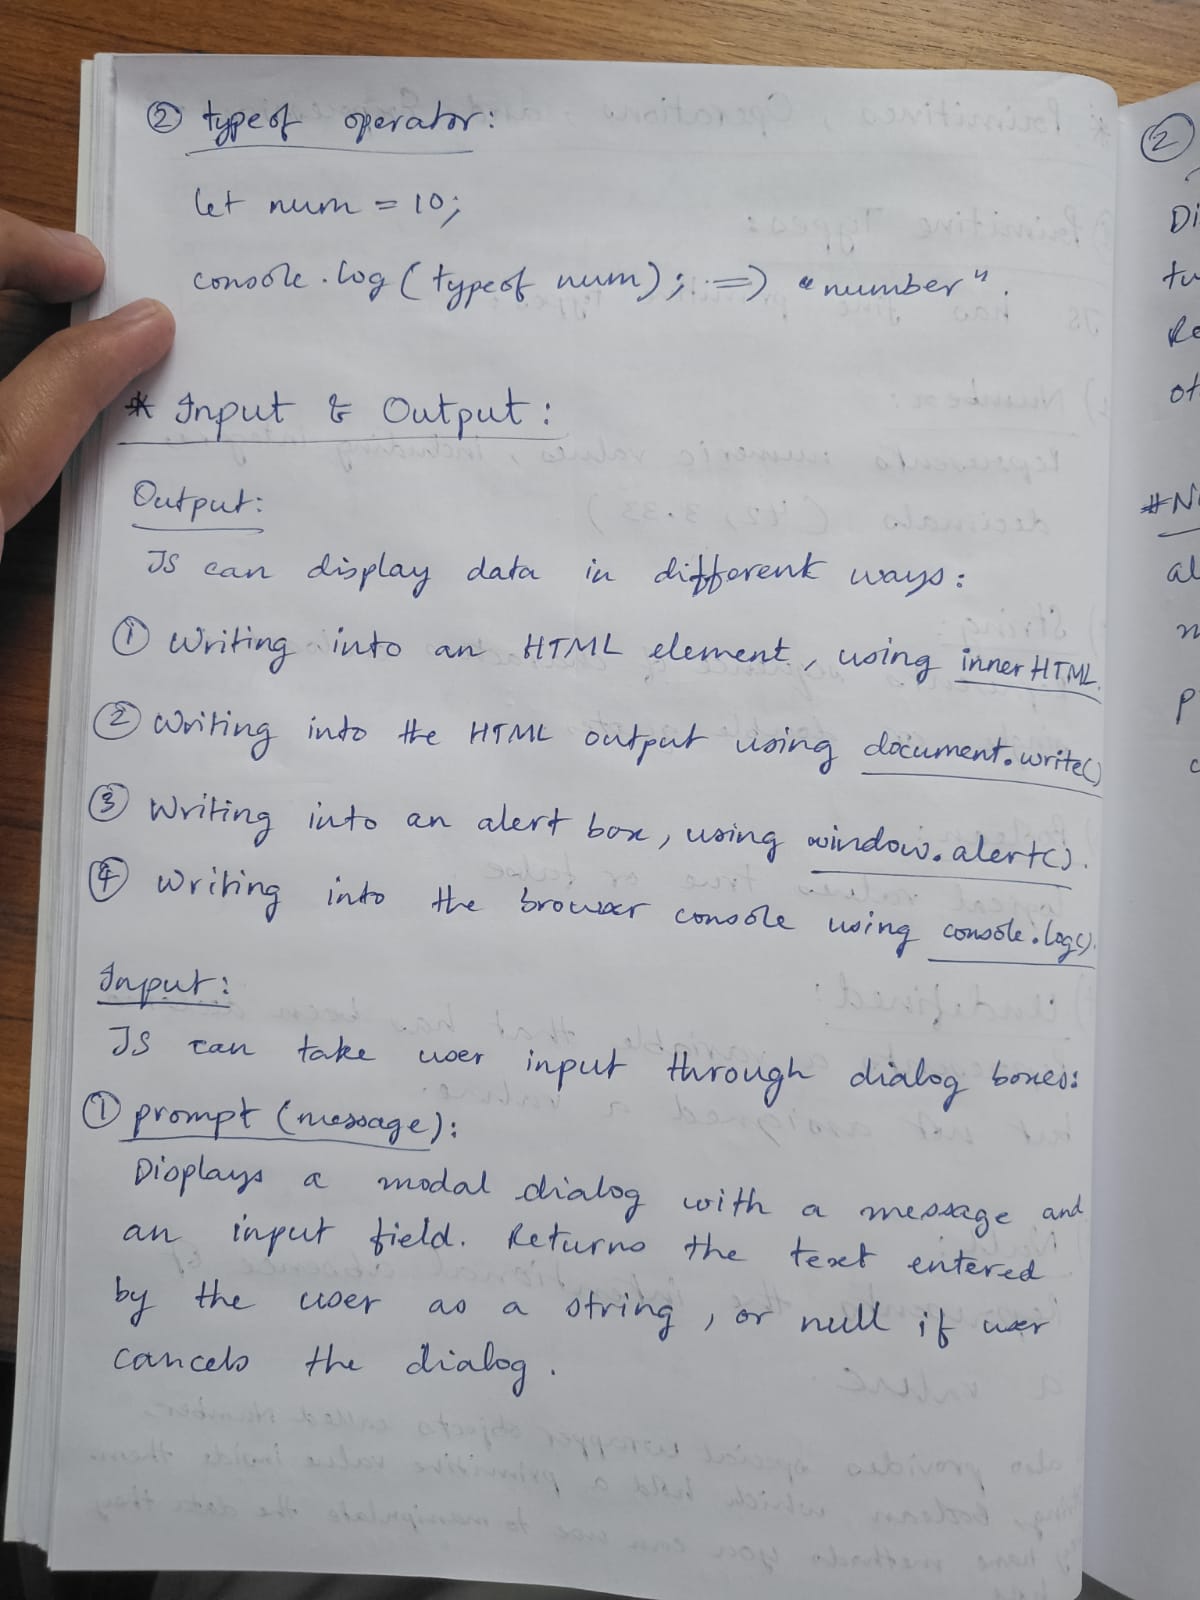 ② typeof operator:
let num = 10;
console.log(typeof num); => "number".
* Input & Output:
Output:
JS can display data in different ways:
① Writing into an HTML element, using innerHTML.
② Writing into the HTML output using document.write()
③ Writing into an alert box, using window.alert().
④ Writing into the browser console using console.log().
Input:
JS can take user input through dialog boxes:
① prompt (message):
Displays a modal dialog with a message and
an input field. Returns the text entered
by the user as a string, or null if user
cancels the dialog.
②
Di
tw
Re
ot
#N
al
m
p
c